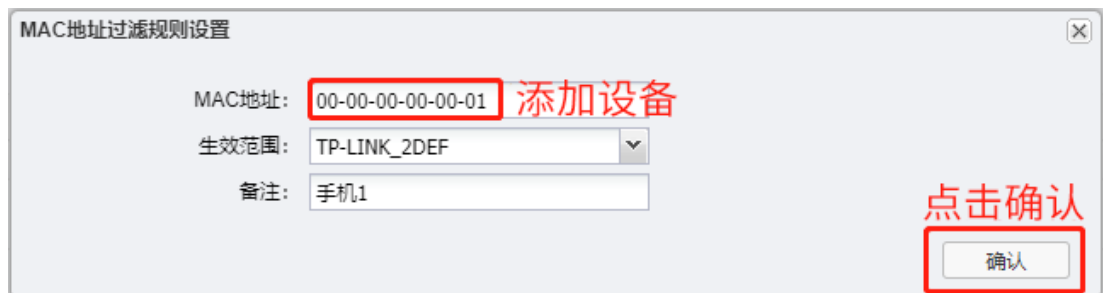 MAC地址过滤规则设置
MAC地址： 00-00-00-00-00-01 添加设备
生效范围： TP-LINK_2DEF
备注： 手机1
点击确认
确认